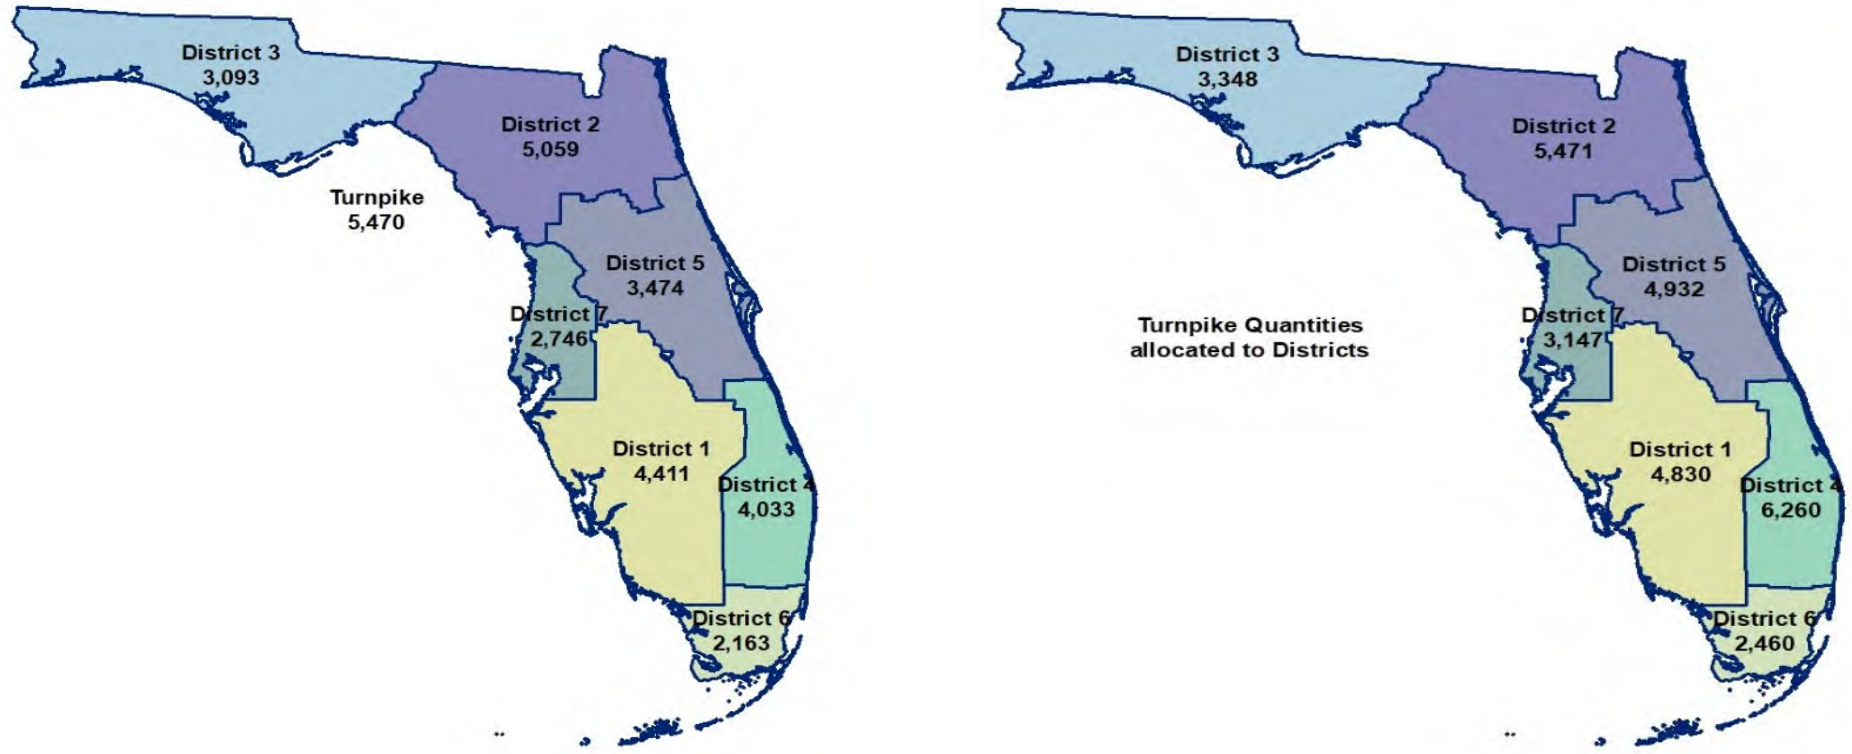 District 3
3,093
District 2
5,059
Turnpike
5,470
District 5
3,474
District 7
2,746
District 1
4,411
District 4
4,033
District 6
2,163
District 3
3,348
District 2
5,471
District 5
4,932
District 7
3,147
Turnpike Quantities
allocated to Districts
District 1
4,830
District 4
6,260
District 6
2,460